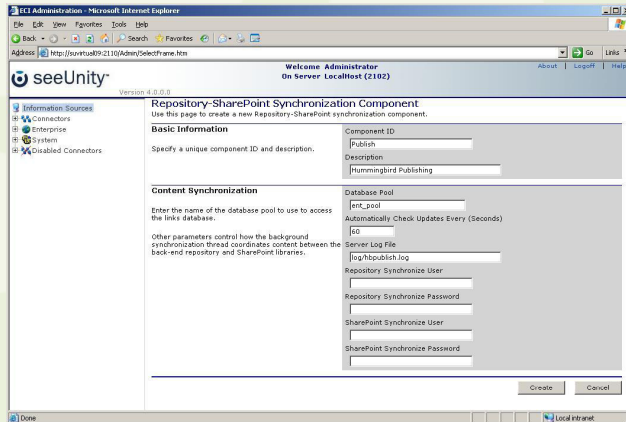 ECI Administration - Microsoft Internet Explorer
File Edit View Favorites Tools Help
Back Search Favorites
Address http://suvirtual09:2110/Admin/SelectFrame.htm Go Links
seeUnity
Version 4.0.0.0
Welcome Administrator
On Server LocalHost (2102)
About | Logoff | Help
Information Sources
Connectors
Enterprise
System
Disabled Connectors
Repository-SharePoint Synchronization Component
Use this page to create a new Repository-SharePoint synchronization component.
Basic Information
Specify a unique component ID and description.
Component ID
Publish
Description
Hummingbird Publishing
Content Synchronization
Enter the name of the database pool to use to access
the links database.
Other parameters control how the background
synchronization thread coordinates content between the
back-end repository and SharePoint libraries.
Database Pool
ent_pool
Automatically Check Updates Every (Seconds)
60
Server Log File
log/hbpublish.log
Repository Synchronize User
Repository Synchronize Password
SharePoint Synchronize User
SharePoint Synchronize Password
Create Cancel
Done Local intranet